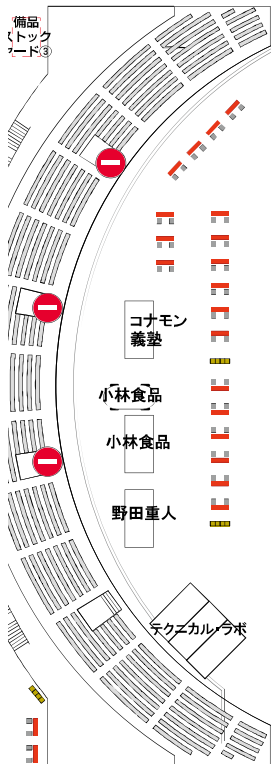 備品
ストック
ヤード③
コナモン
義塾
小林食品
小林食品
野田重人
テクニカル・ラボ